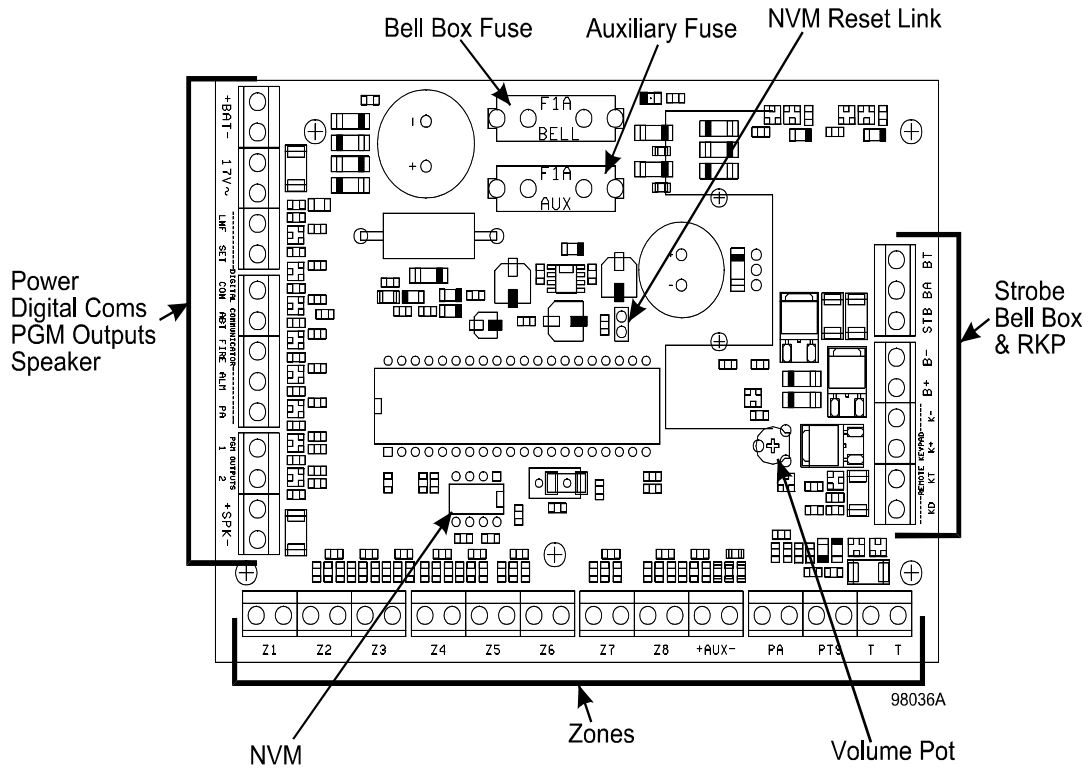 NVM Reset Link
Bell Box Fuse
Auxiliary Fuse
F1A
BELL
F1A
AUX
-
+
+
-
Power
Digital Coms
PGM Outputs
Speaker
+BAT-
17V~
LMF
SET
DIGITAL COMMUNICATOR
COM
ABT
FIRE
ALM
PA
PGM OUTPUTS
1
2
+SPK-
Strobe
Bell Box
& RKP
BT
BA
STB
B-
B+
REMOTE KEYPAD
K-
K+
KT
KD
Z1 Z2 Z3 Z4 Z5 Z6 Z7 Z8 +AUX- PA PTS T T
98036A
NVM
Zones
Volume Pot